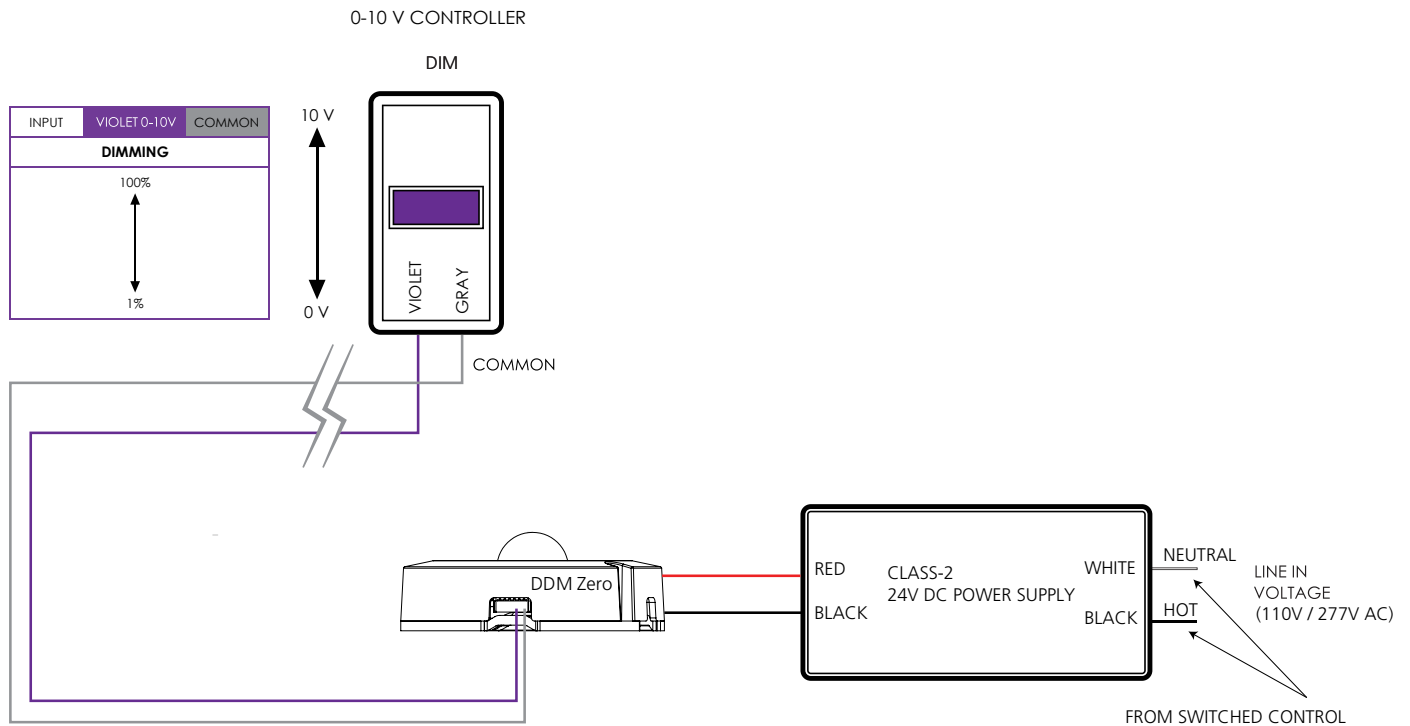 0-10 V CONTROLLER
DIM
INPUT VIOLET 0-10V COMMON
DIMMING
100%
1%
10 V
0 V
VIOLET
GRAY
COMMON
DDM Zero
RED
BLACK
CLASS-2
24V DC POWER SUPPLY
WHITE
BLACK
NEUTRAL
HOT
LINE IN
VOLTAGE
(110V / 277V AC)
FROM SWITCHED CONTROL